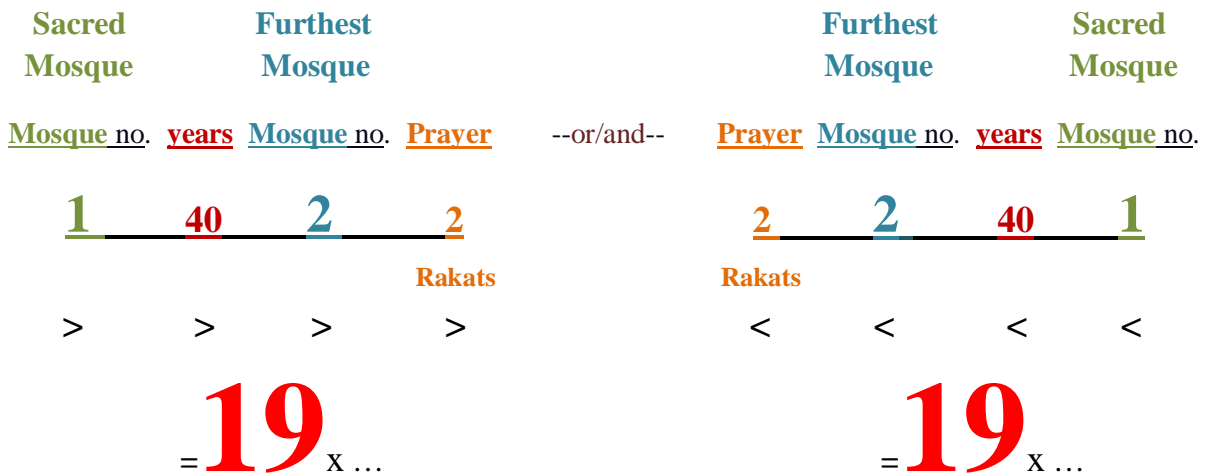 Sacred Furthest Furthest Sacred
Mosque Mosque Mosque Mosque
Mosque no. years Mosque no. Prayer --or/and-- Prayer Mosque no. years Mosque no.
1 40 2 2 2 2 40 1
Rakats Rakats
> > > > < < < <
=19 x … =19 x …